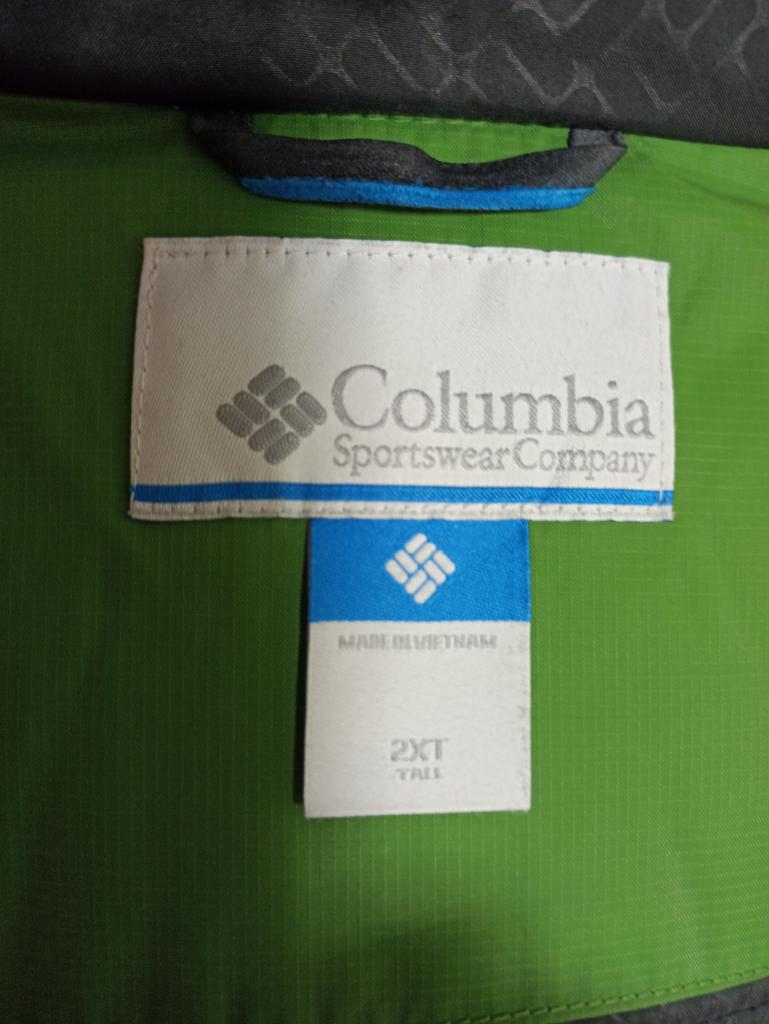 Columbia
Sportswear Company
MADE IN VIETNAM
2XT
TALL